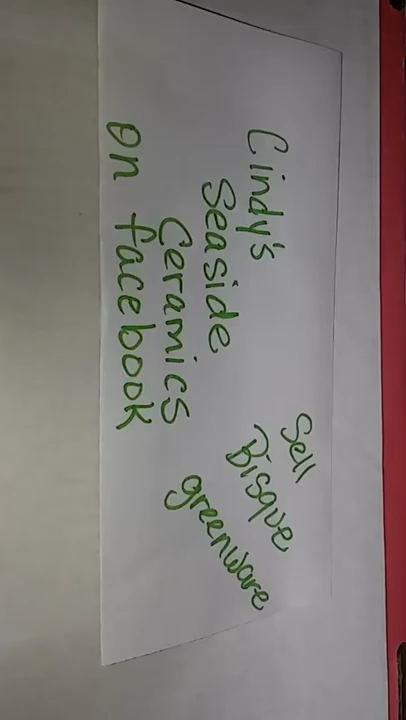 Cindy's
Seaside
Ceramics
on facebook
Sell
Bisque
greenware